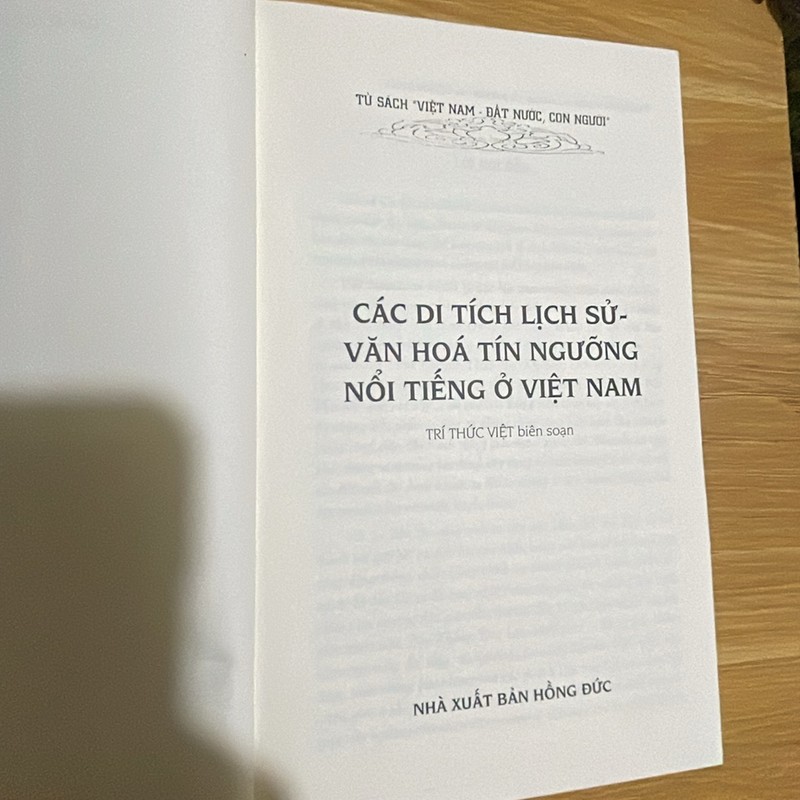 TỦ SÁCH "VIỆT NAM - ĐẤT NƯỚC, CON NGƯỜI"
CÁC DI TÍCH LỊCH SỬ-
VĂN HOÁ TÍN NGƯỠNG
NỔI TIẾNG Ở VIỆT NAM
TRÍ THỨC VIỆT biên soạn
NHÀ XUẤT BẢN HỒNG ĐỨC